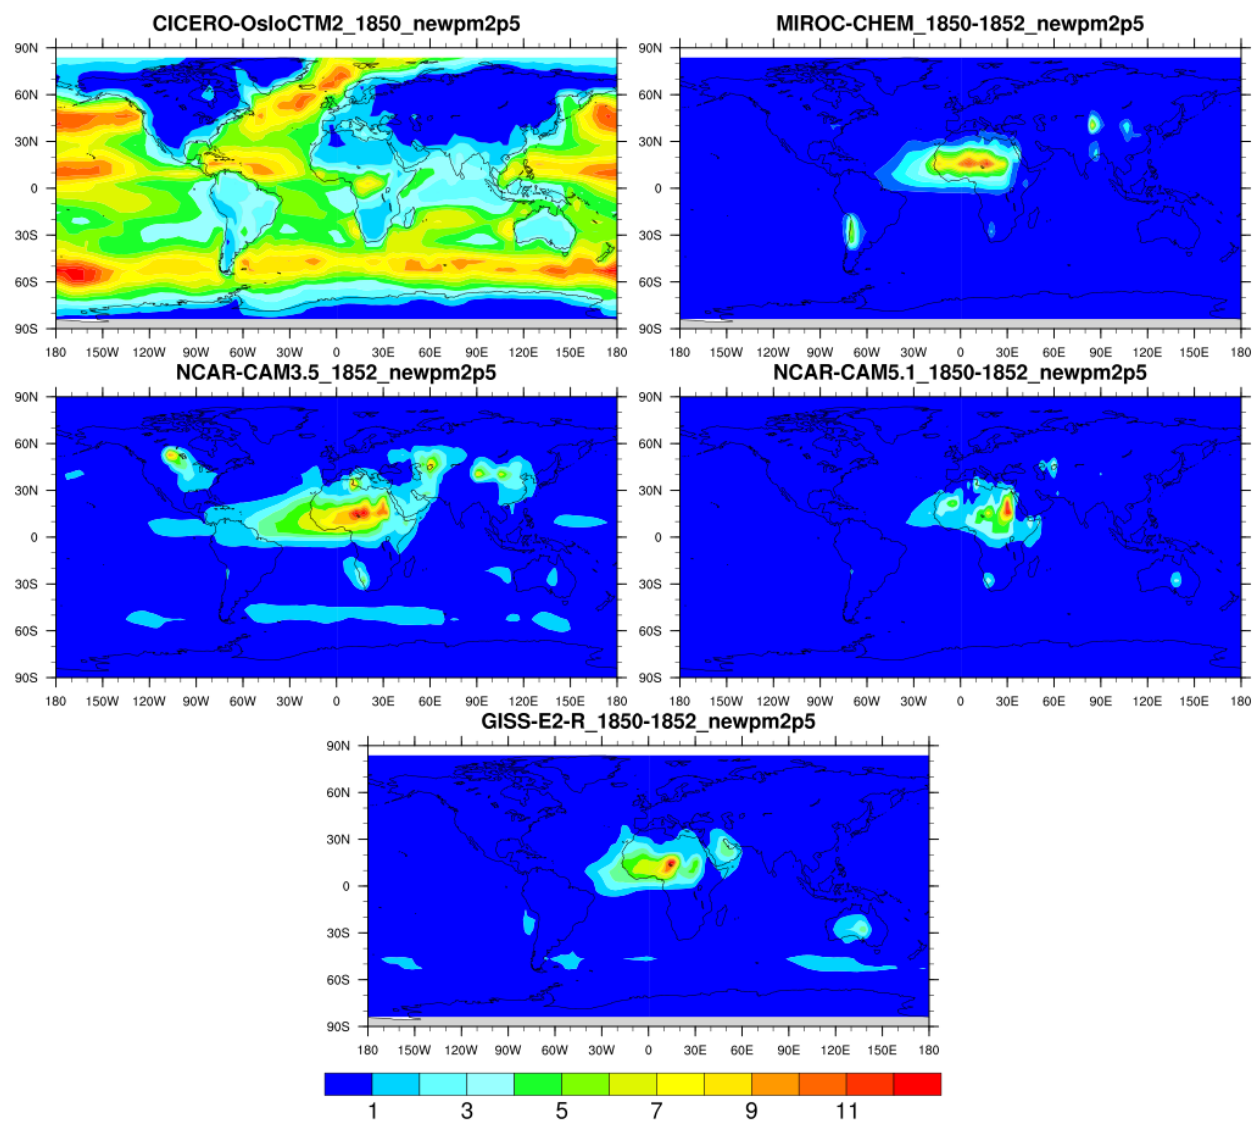 CICERO-OsloCTM2_1850_newpm2p5 MIROC-CHEM_1850-1852_newpm2p5
90N 90N
60N 60N
30N 30N
0 0
30S 30S
60S 60S
90S 90S
180 150W 120W 90W 60W 30W 0 30E 60E 90E 120E 150E 180 180 150W 120W 90W 60W 30W 0 30E 60E 90E 120E 150E 180
NCAR-CAM3.5_1852_newpm2p5 NCAR-CAM5.1_1850-1852_newpm2p5
90N 90N
60N 60N
30N 30N
0 0
30S 30S
60S 60S
90S 90S
180 150W 120W 90W 60W 30W 0 30E 60E 90E 120E 150E 180 180 150W 120W 90W 60W 30W 0 30E 60E 90E 120E 150E 180
GISS-E2-R_1850-1852_newpm2p5
90N
60N
30N
0
30S
60S
90S
180 150W 120W 90W 60W 30W 0 30E 60E 90E 120E 150E 180
1 3 5 7 9 11